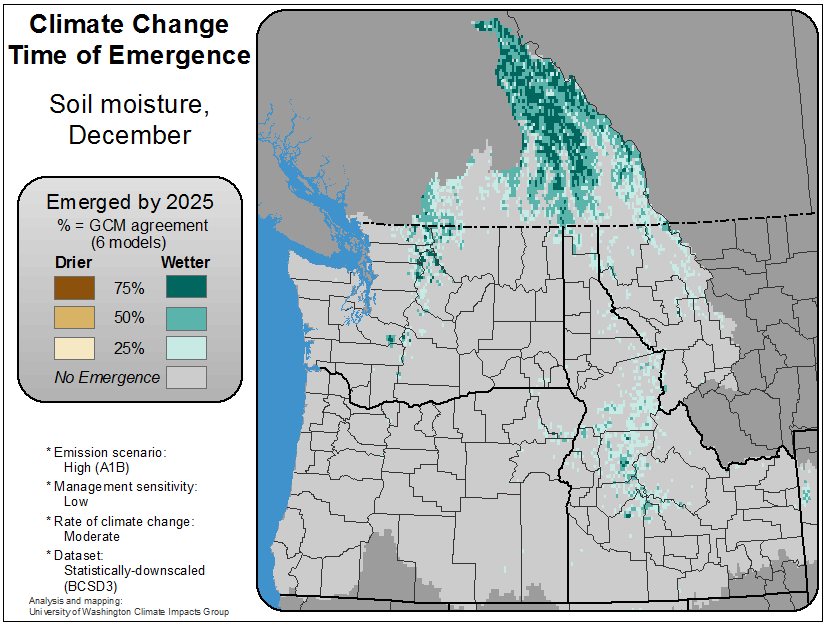 Climate Change
Time of Emergence
Soil moisture,
December
Emerged by 2025
% = GCM agreement
(6 models)
Drier Wetter
75%
50%
25%
No Emergence
* Emission scenario:
High (A1B)
* Management sensitivity:
Low
* Rate of climate change:
Moderate
* Dataset:
Statistically-downscaled
(BCSD3)
Analysis and mapping:
University of Washington Climate Impacts Group